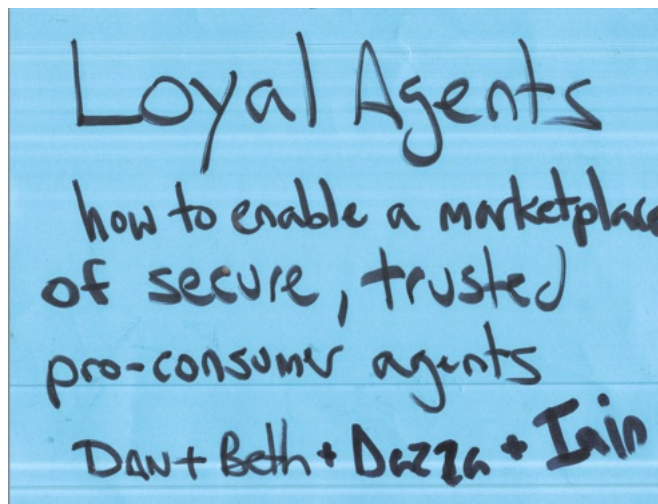 Loyal Agents
how to enable a marketplace
of secure, trusted
pro-consumer agents
DAN + Beth + Dazza + Iain